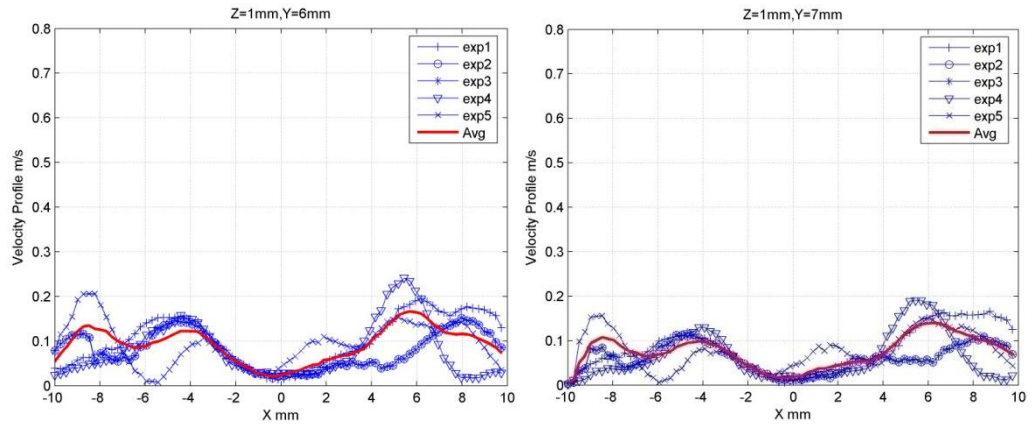 Z=1mm,Y=6mm
0.8
0.7
0.6
0.5
0.4
0.3
0.2
0.1
0
Velocity Profile m/s
-10 -8 -6 -4 -2 0 2 4 6 8 10
X mm
exp1
exp2
exp3
exp4
exp5
Avg
Z=1mm,Y=7mm
0.8
0.7
0.6
0.5
0.4
0.3
0.2
0.1
0
Velocity Profile m/s
-10 -8 -6 -4 -2 0 2 4 6 8 10
X mm
exp1
exp2
exp3
exp4
exp5
Avg